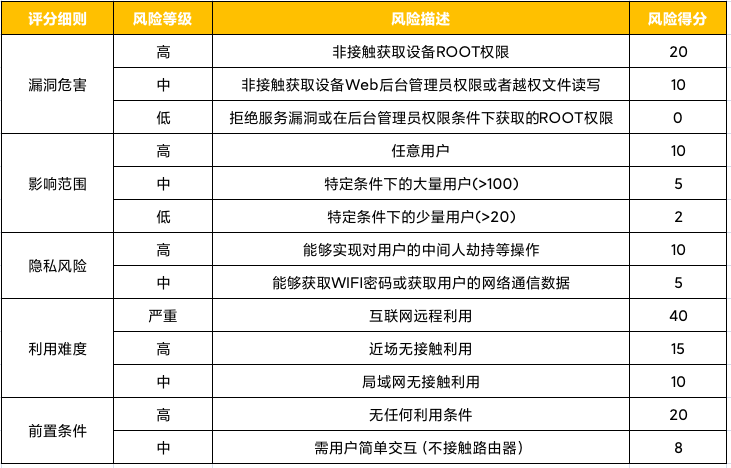 评分细则 风险等级 风险描述 风险得分
漏洞危害 高 非接触获取设备ROOT权限 20
中 非接触获取设备Web后台管理员权限或者越权文件读写 10
低 拒绝服务漏洞或在后台管理员权限条件下获取的ROOT权限 0
影响范围 高 任意用户 10
中 特定条件下的大量用户(>100) 5
低 特定条件下的少量用户(>20) 2
隐私风险 高 能够实现对用户的中间人劫持等操作 10
中 能够获取WIFI密码或获取用户的网络通信数据 5
利用难度 严重 互联网远程利用 40
高 近场无接触利用 15
中 局域网无接触利用 10
前置条件 高 无任何利用条件 20
中 需用户简单交互（不接触路由器） 8